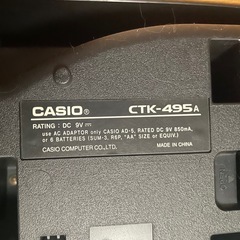 CASIO® CTK-495A
RATING : DC 9V ⎓
use AC ADAPTOR only CASIO AD-5, RATED DC 9V 850mA,
or 6 BATTERIES (SUM-3, R6P, "AA" SIZE or EQUIV.)
CASIO COMPUTER CO.,LTD. MADE IN CHINA